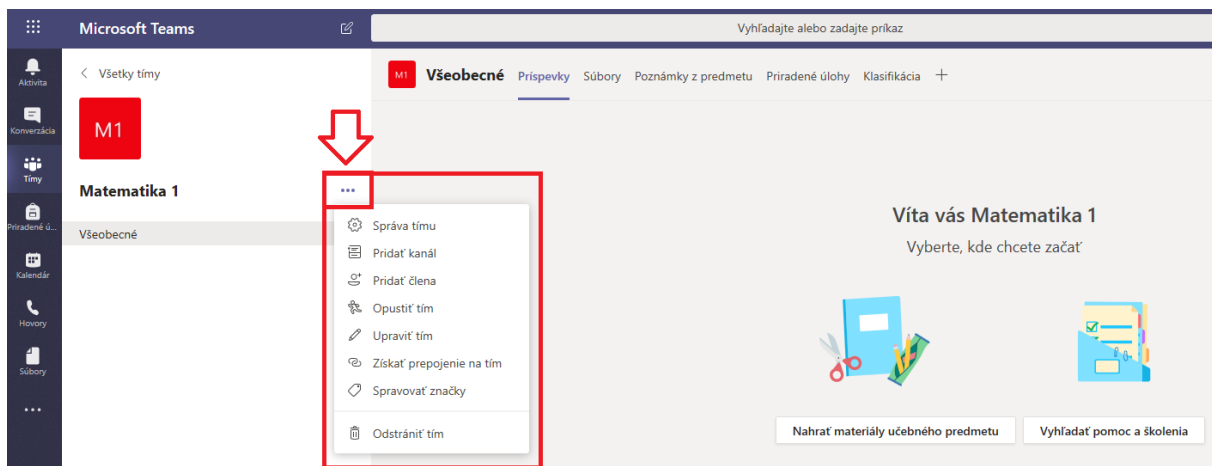 Microsoft Teams
Vyhľadajte alebo zadajte príkaz
Aktivita
Konverzácia
Tímy
Priradené ú...
Kalendár
Hovory
Súbory
Všetky tímy
M1
Matematika 1
Všeobecné
Správa tímu
Pridať kanál
Pridať člena
Opustiť tím
Upraviť tím
Získať prepojenie na tím
Spravovať značky
Odstrániť tím
M1 Všeobecné Príspevky Súbory Poznámky z predmetu Priradené úlohy Klasifikácia +
Víta vás Matematika 1
Vyberte, kde chcete začať
Nahrať materiály učebného predmetu
Vyhľadať pomoc a školenia